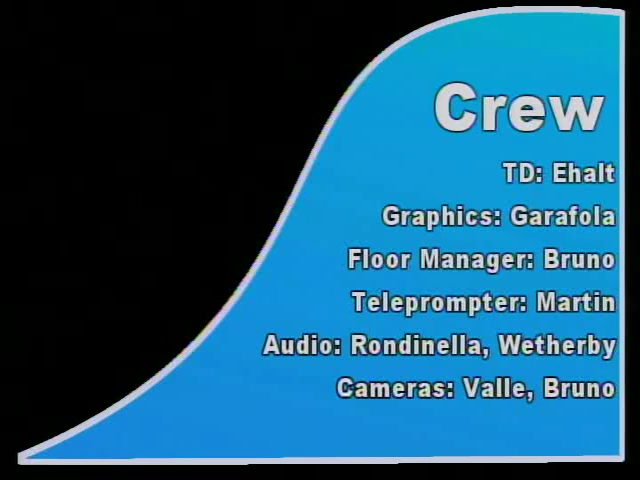 Crew
TD: Ehalt
Graphics: Garafola
Floor Manager: Bruno
Teleprompter: Martin
Audio: Rondinella, Wetherby
Cameras: Valle, Bruno